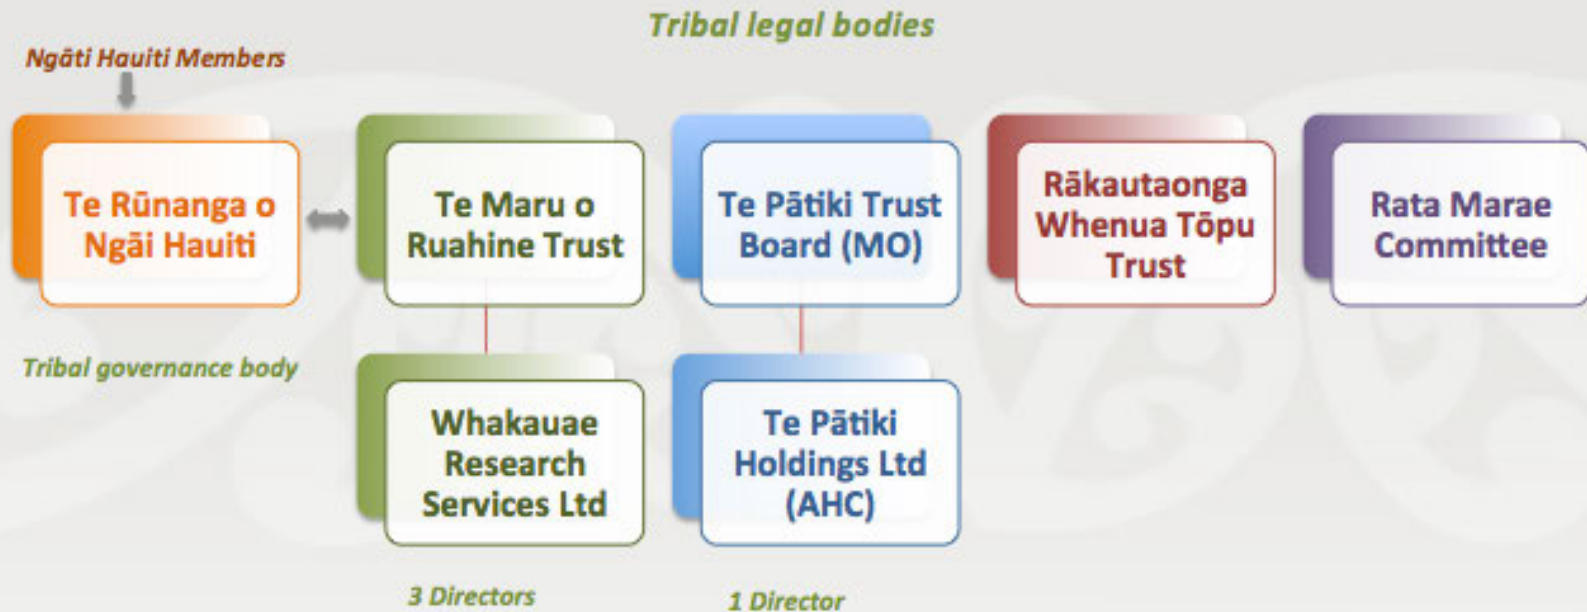 Tribal legal bodies
Ngāti Hauiti Members
Te Rūnanga o
Ngāi Hauiti
Te Maru o
Ruahine Trust
Te Pātiki Trust
Board (MO)
Rākautaonga
Whenua Tōpu
Trust
Rata Marae
Committee
Tribal governance body
Whakauae
Research
Services Ltd
Te Pātiki
Holdings Ltd
(AHC)
3 Directors
1 Director